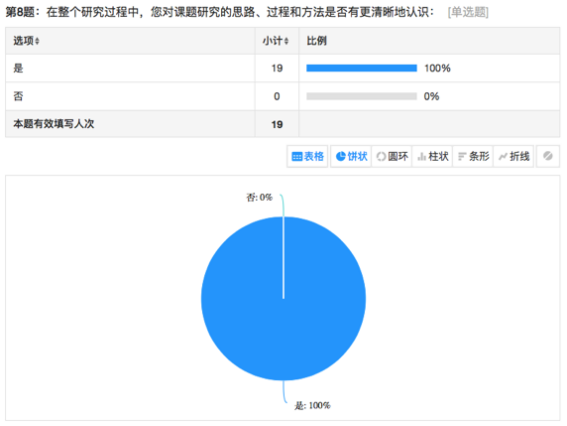 第8题：在整个研究过程中，您对课题研究的思路、过程和方法是否有更清晰地认识： [单选题]
选项 小计 比例
是 19 100%
否 0 0%
本题有效填写人次 19
表格 饼状 圆环 柱状 条形 折线
否: 0%
是: 100%